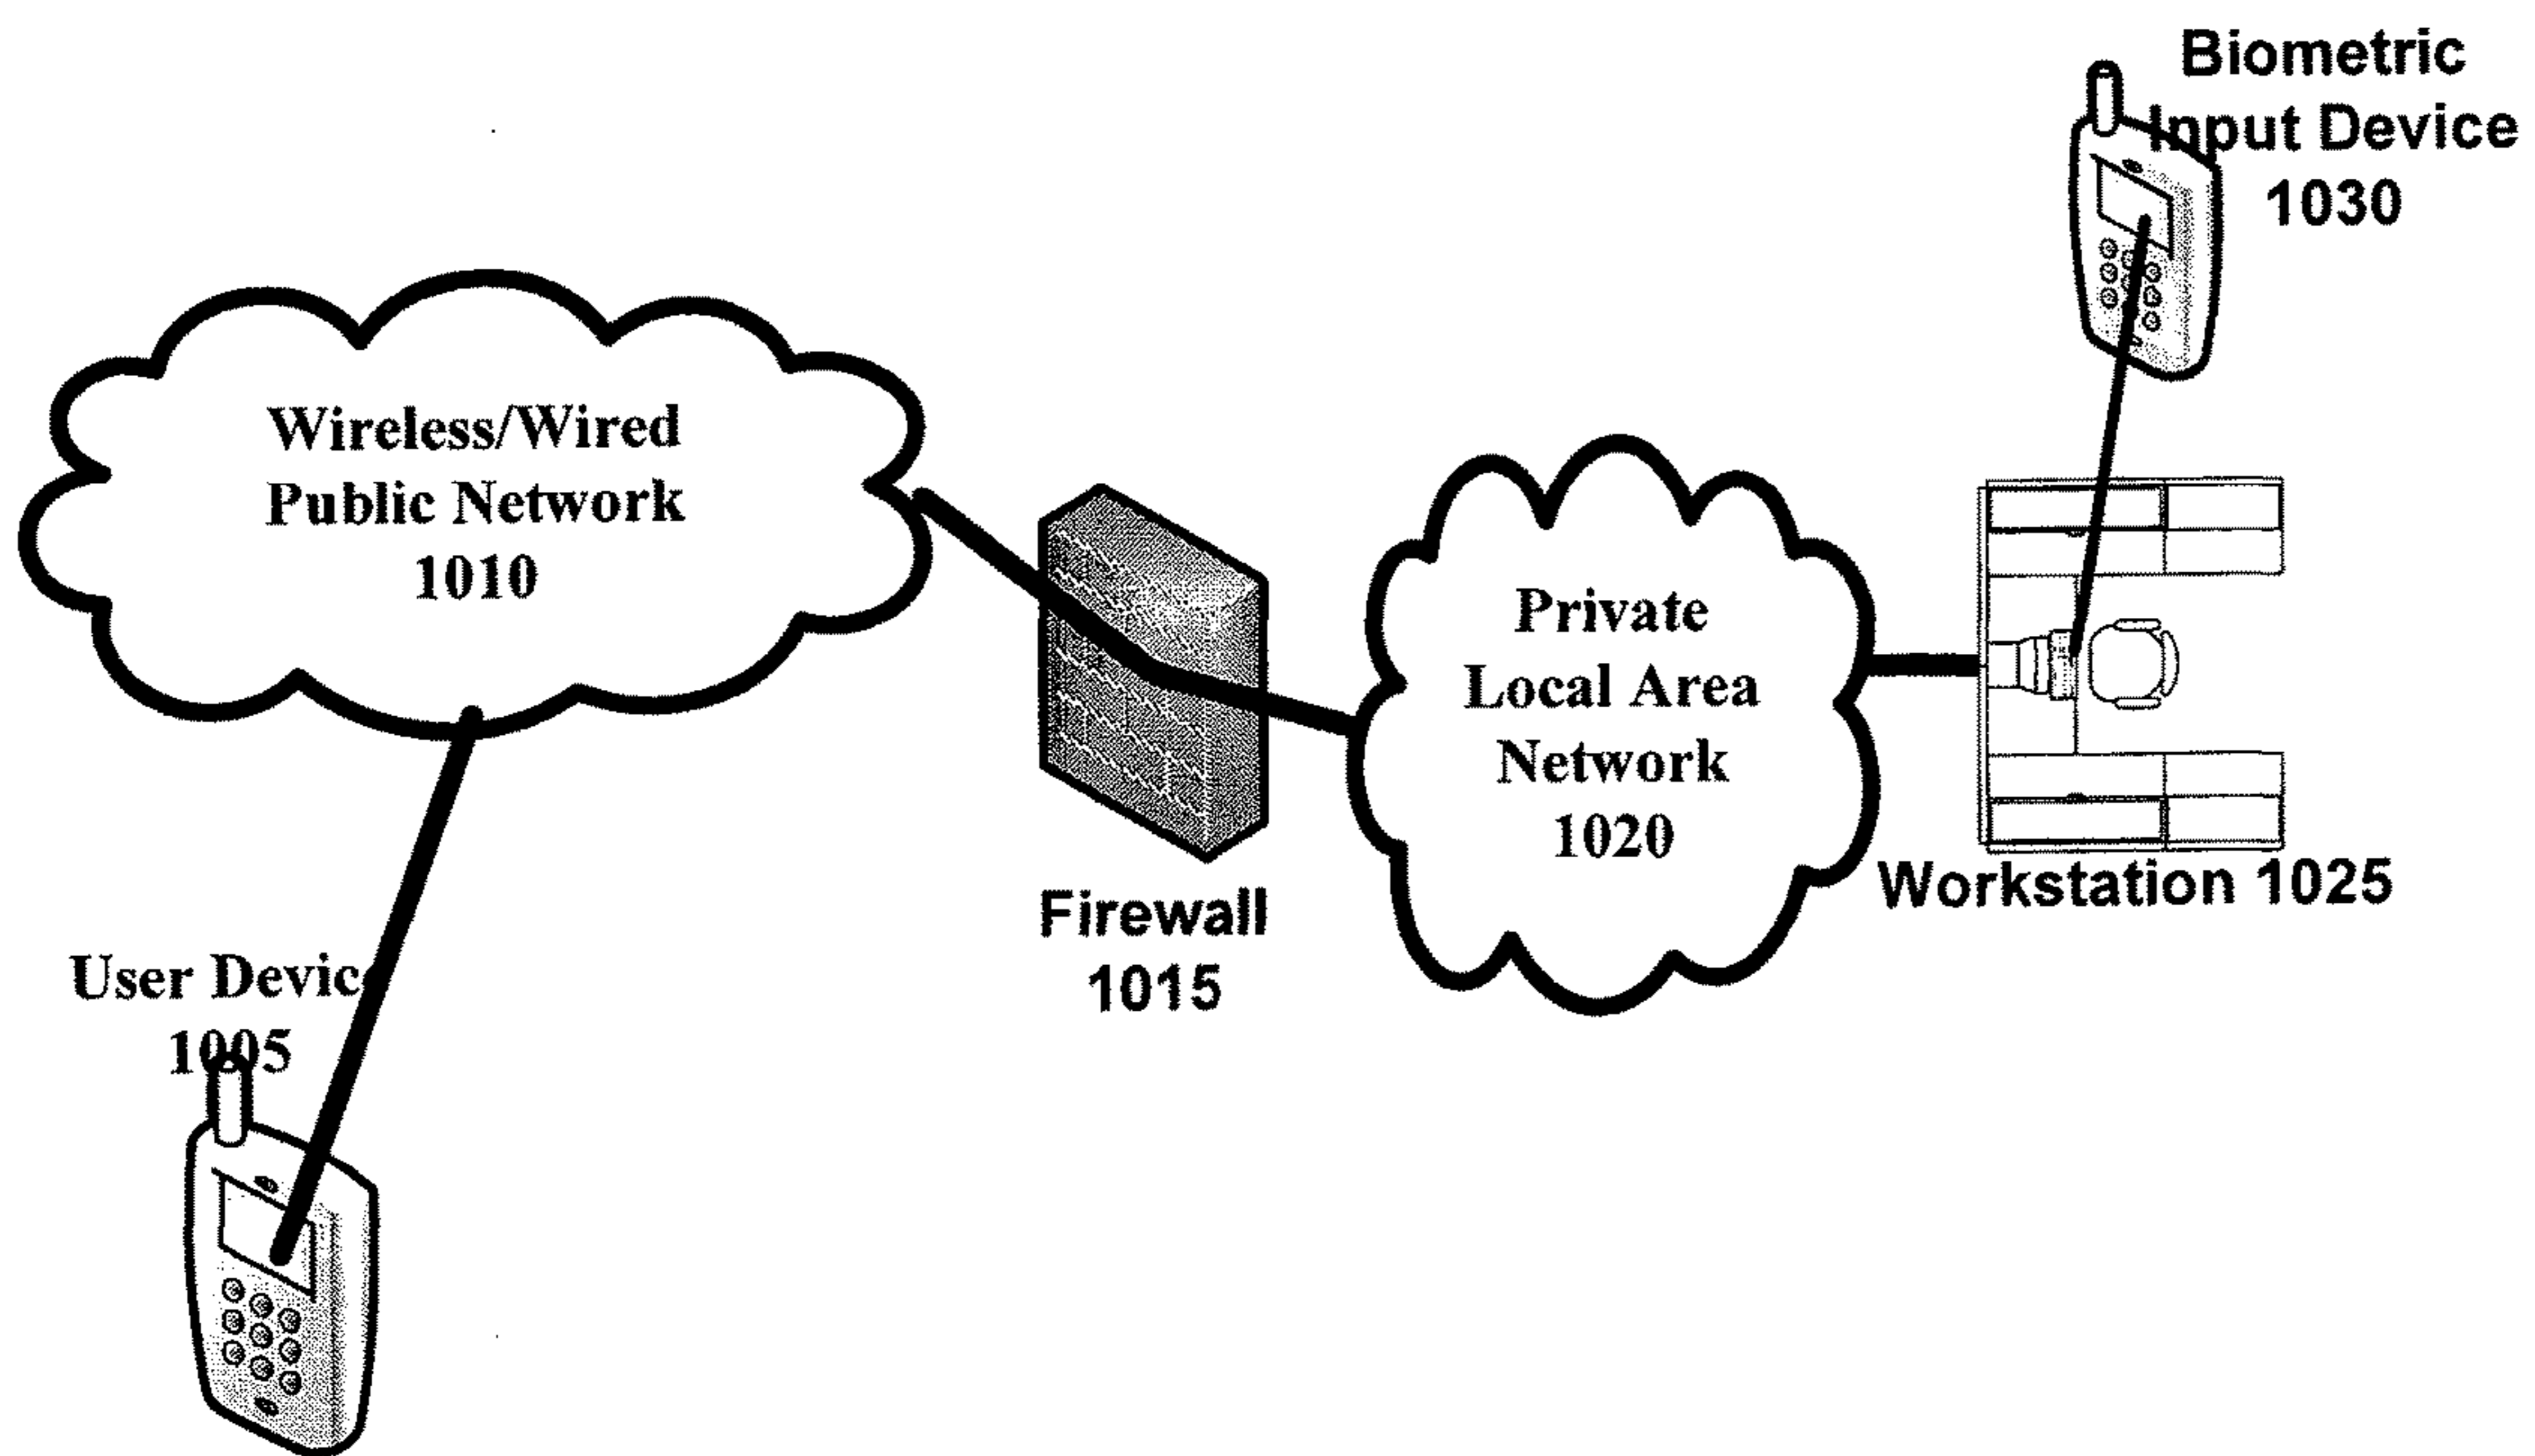 Biometric
Input Device
1030
Wireless/Wired
Public Network
1010
Private
Local Area
Network
1020
Workstation 1025
Firewall
1015
User Device
1005